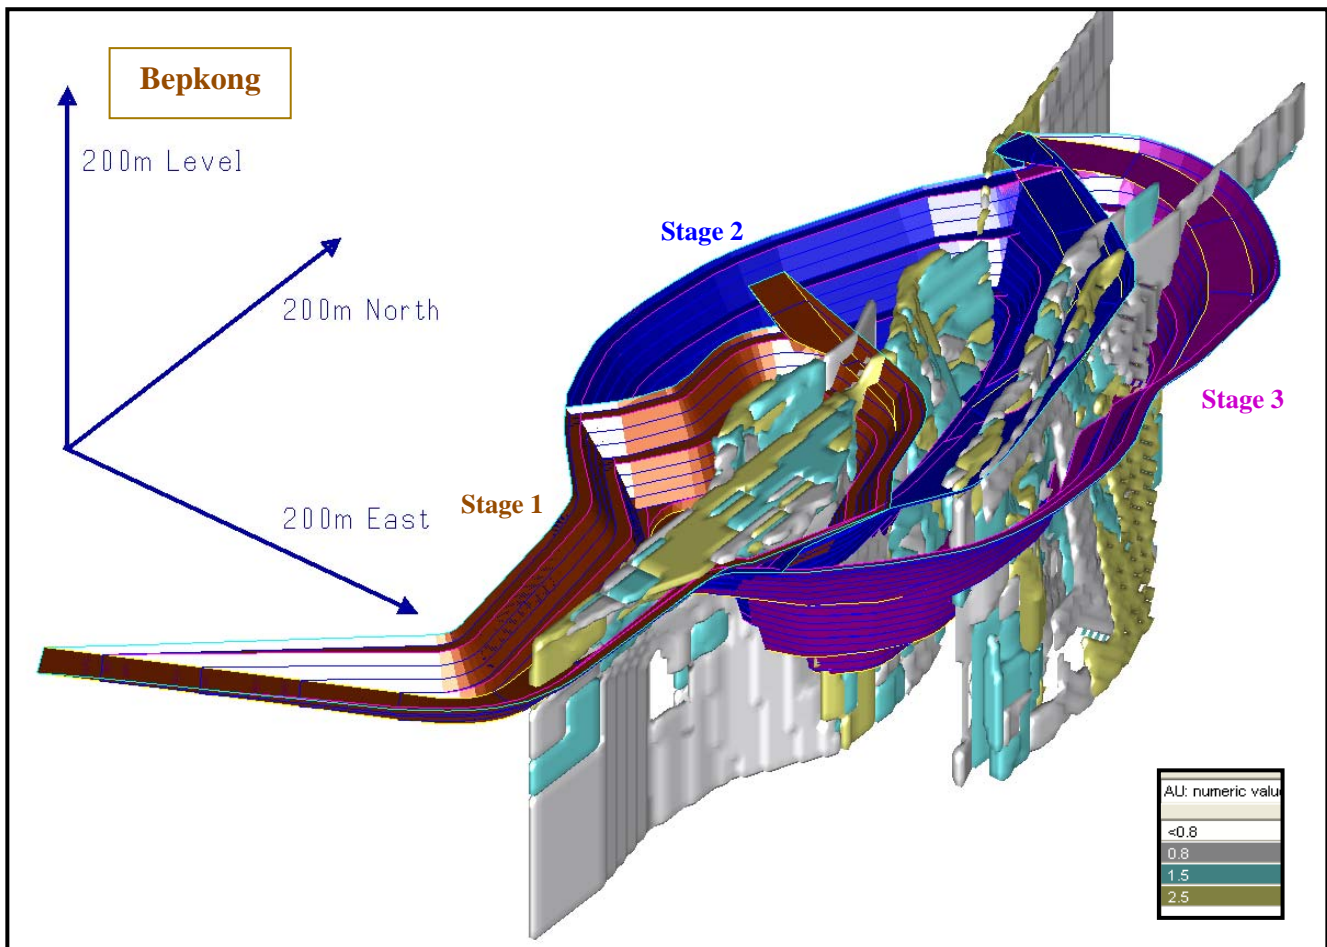 Bepkong
200m Level
Stage 2
200m North
Stage 3
Stage 1
200m East
AU: numeric valu
<0.8
0.8
1.5
2.5